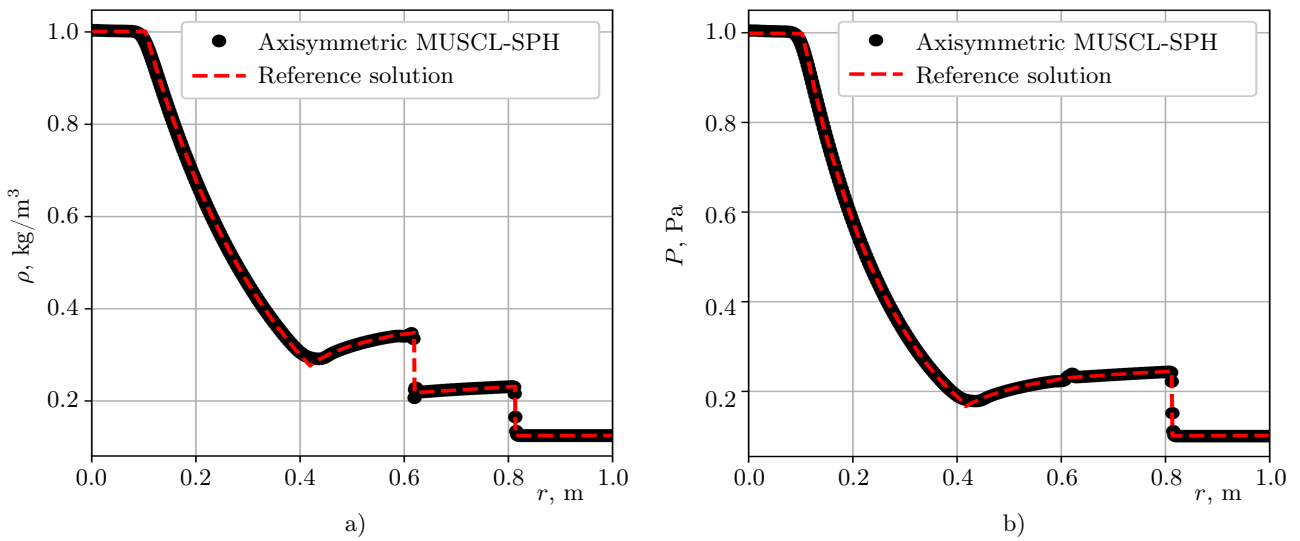 1.0
0.8
0.6
0.4
0.2
ρ, kg/m³
0.0 0.2 0.4 0.6 0.8 1.0
r, m
Axisymmetric MUSCL-SPH
Reference solution
a)
1.0
0.8
0.6
0.4
0.2
P, Pa
0.0 0.2 0.4 0.6 0.8 1.0
r, m
Axisymmetric MUSCL-SPH
Reference solution
b)